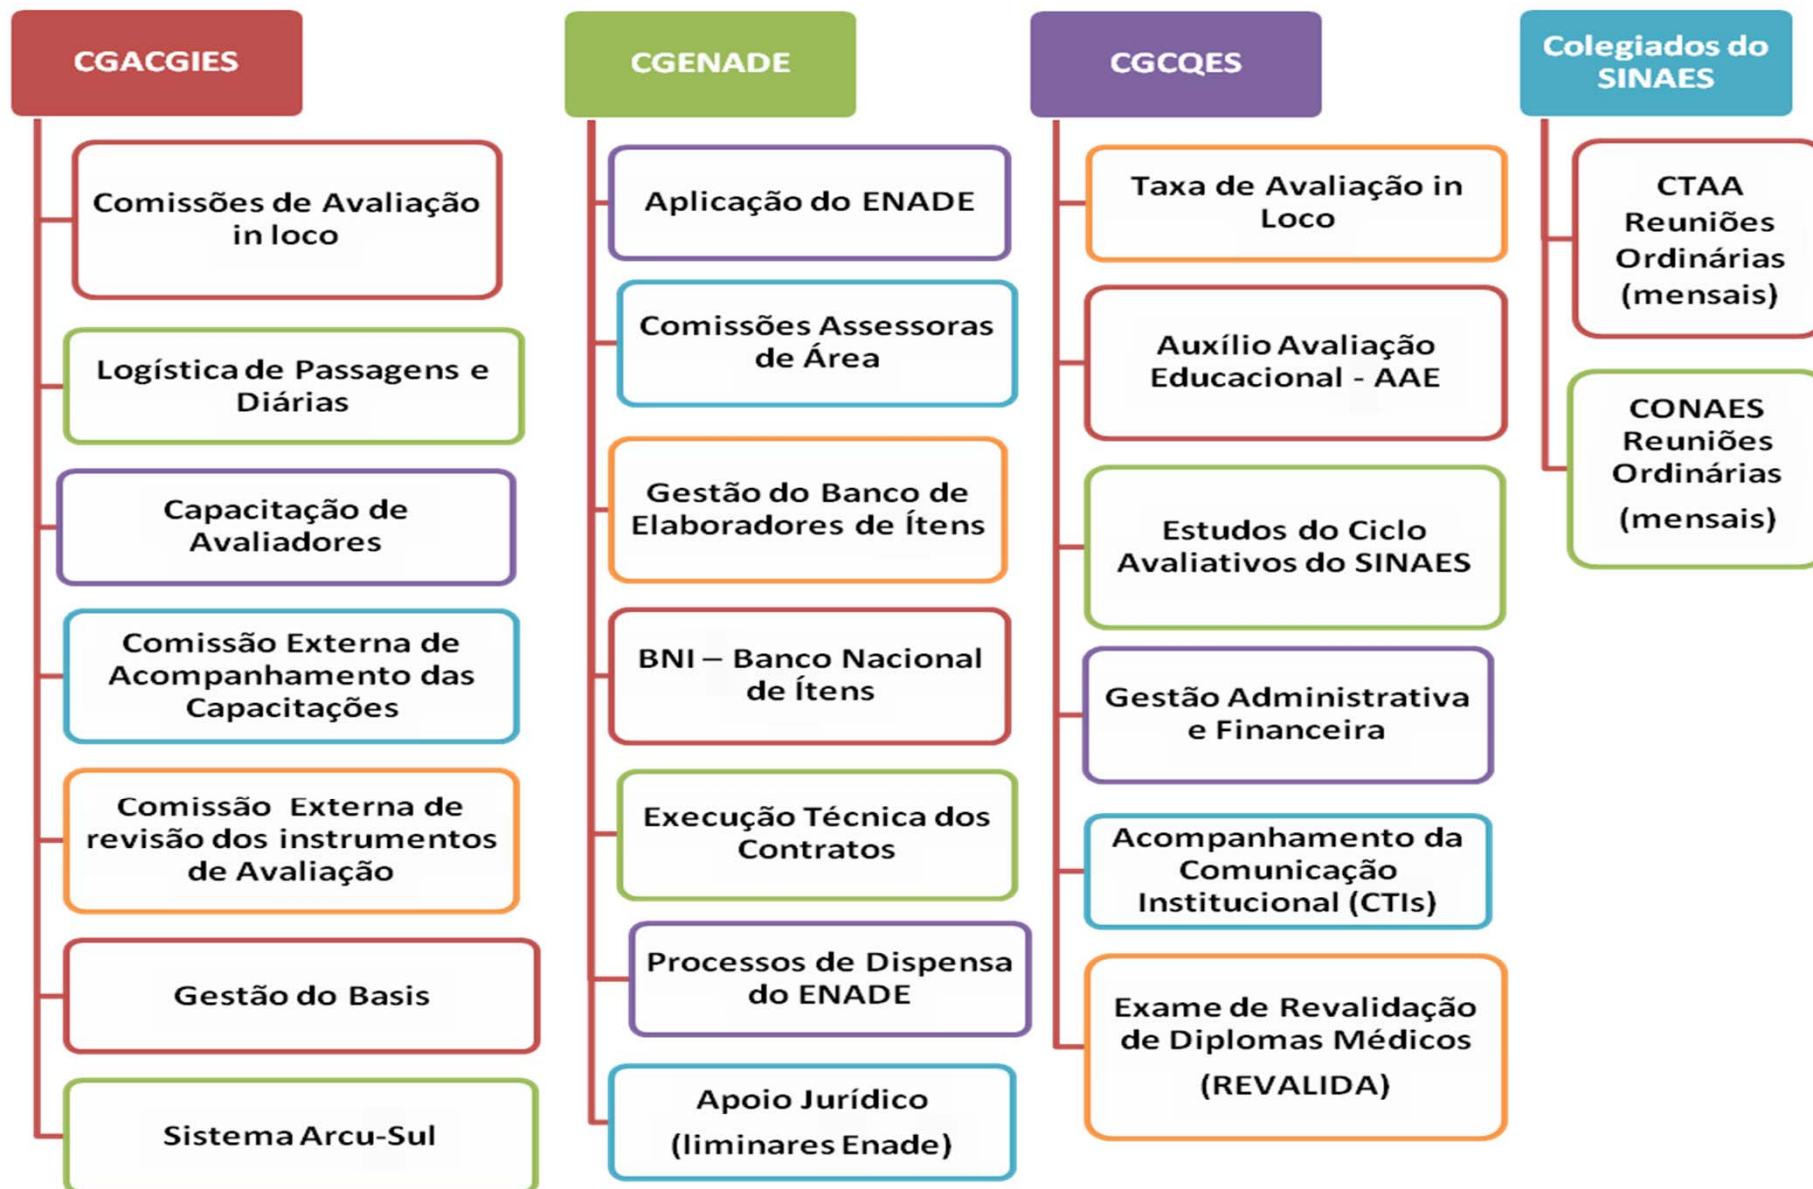 CGACGIES
Comissões de Avaliação
in loco
Logística de Passagens e
Diárias
Capacitação de
Avaliadores
Comissão Externa de
Acompanhamento das
Capacitações
Comissão Externa de
revisão dos instrumentos
de Avaliação
Gestão do Basis
Sistema Arcu-Sul
CGENADE
Aplicação do ENADE
Comissões Assessoras
de Área
Gestão do Banco de
Elaboradores de Ítens
BNI – Banco Nacional
de Ítens
Execução Técnica dos
Contratos
Processos de Dispensa
do ENADE
Apoio Jurídico
(liminares Enade)
CGCQES
Taxa de Avaliação in
Loco
Auxílio Avaliação
Educacional - AAE
Estudos do Ciclo
Avaliativos do SINAES
Gestão Administrativa
e Financeira
Acompanhamento da
Comunicação
Institucional (CTIs)
Exame de Revalidação
de Diplomas Médicos
(REVALIDA)
Colegiados do
SINAES
CTAA
Reuniões
Ordinárias
(mensais)
CONAES
Reuniões
Ordinárias
(mensais)